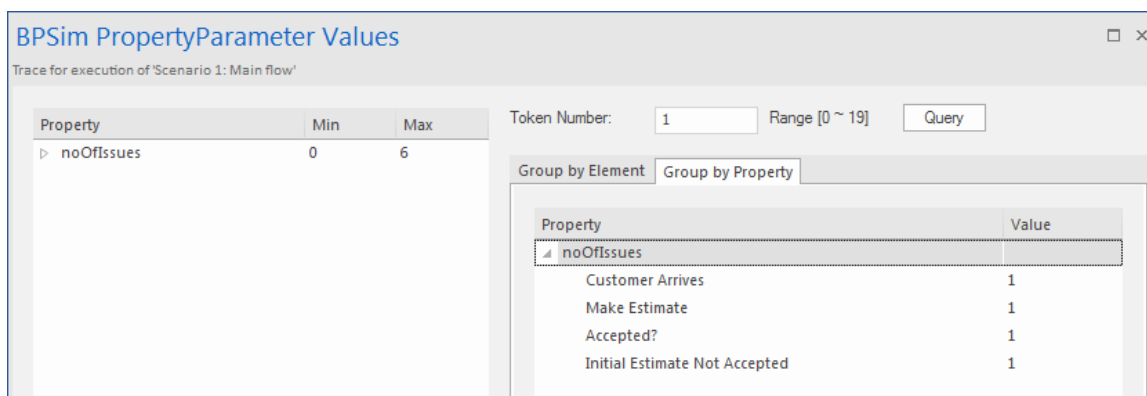 BPSim PropertyParameter Values
Trace for execution of 'Scenario 1: Main flow'
Property Min Max
noOfIssues 0 6
Token Number: 1 Range [0 ~ 19] Query
Group by Element Group by Property
Property Value
noOfIssues
Customer Arrives 1
Make Estimate 1
Accepted? 1
Initial Estimate Not Accepted 1